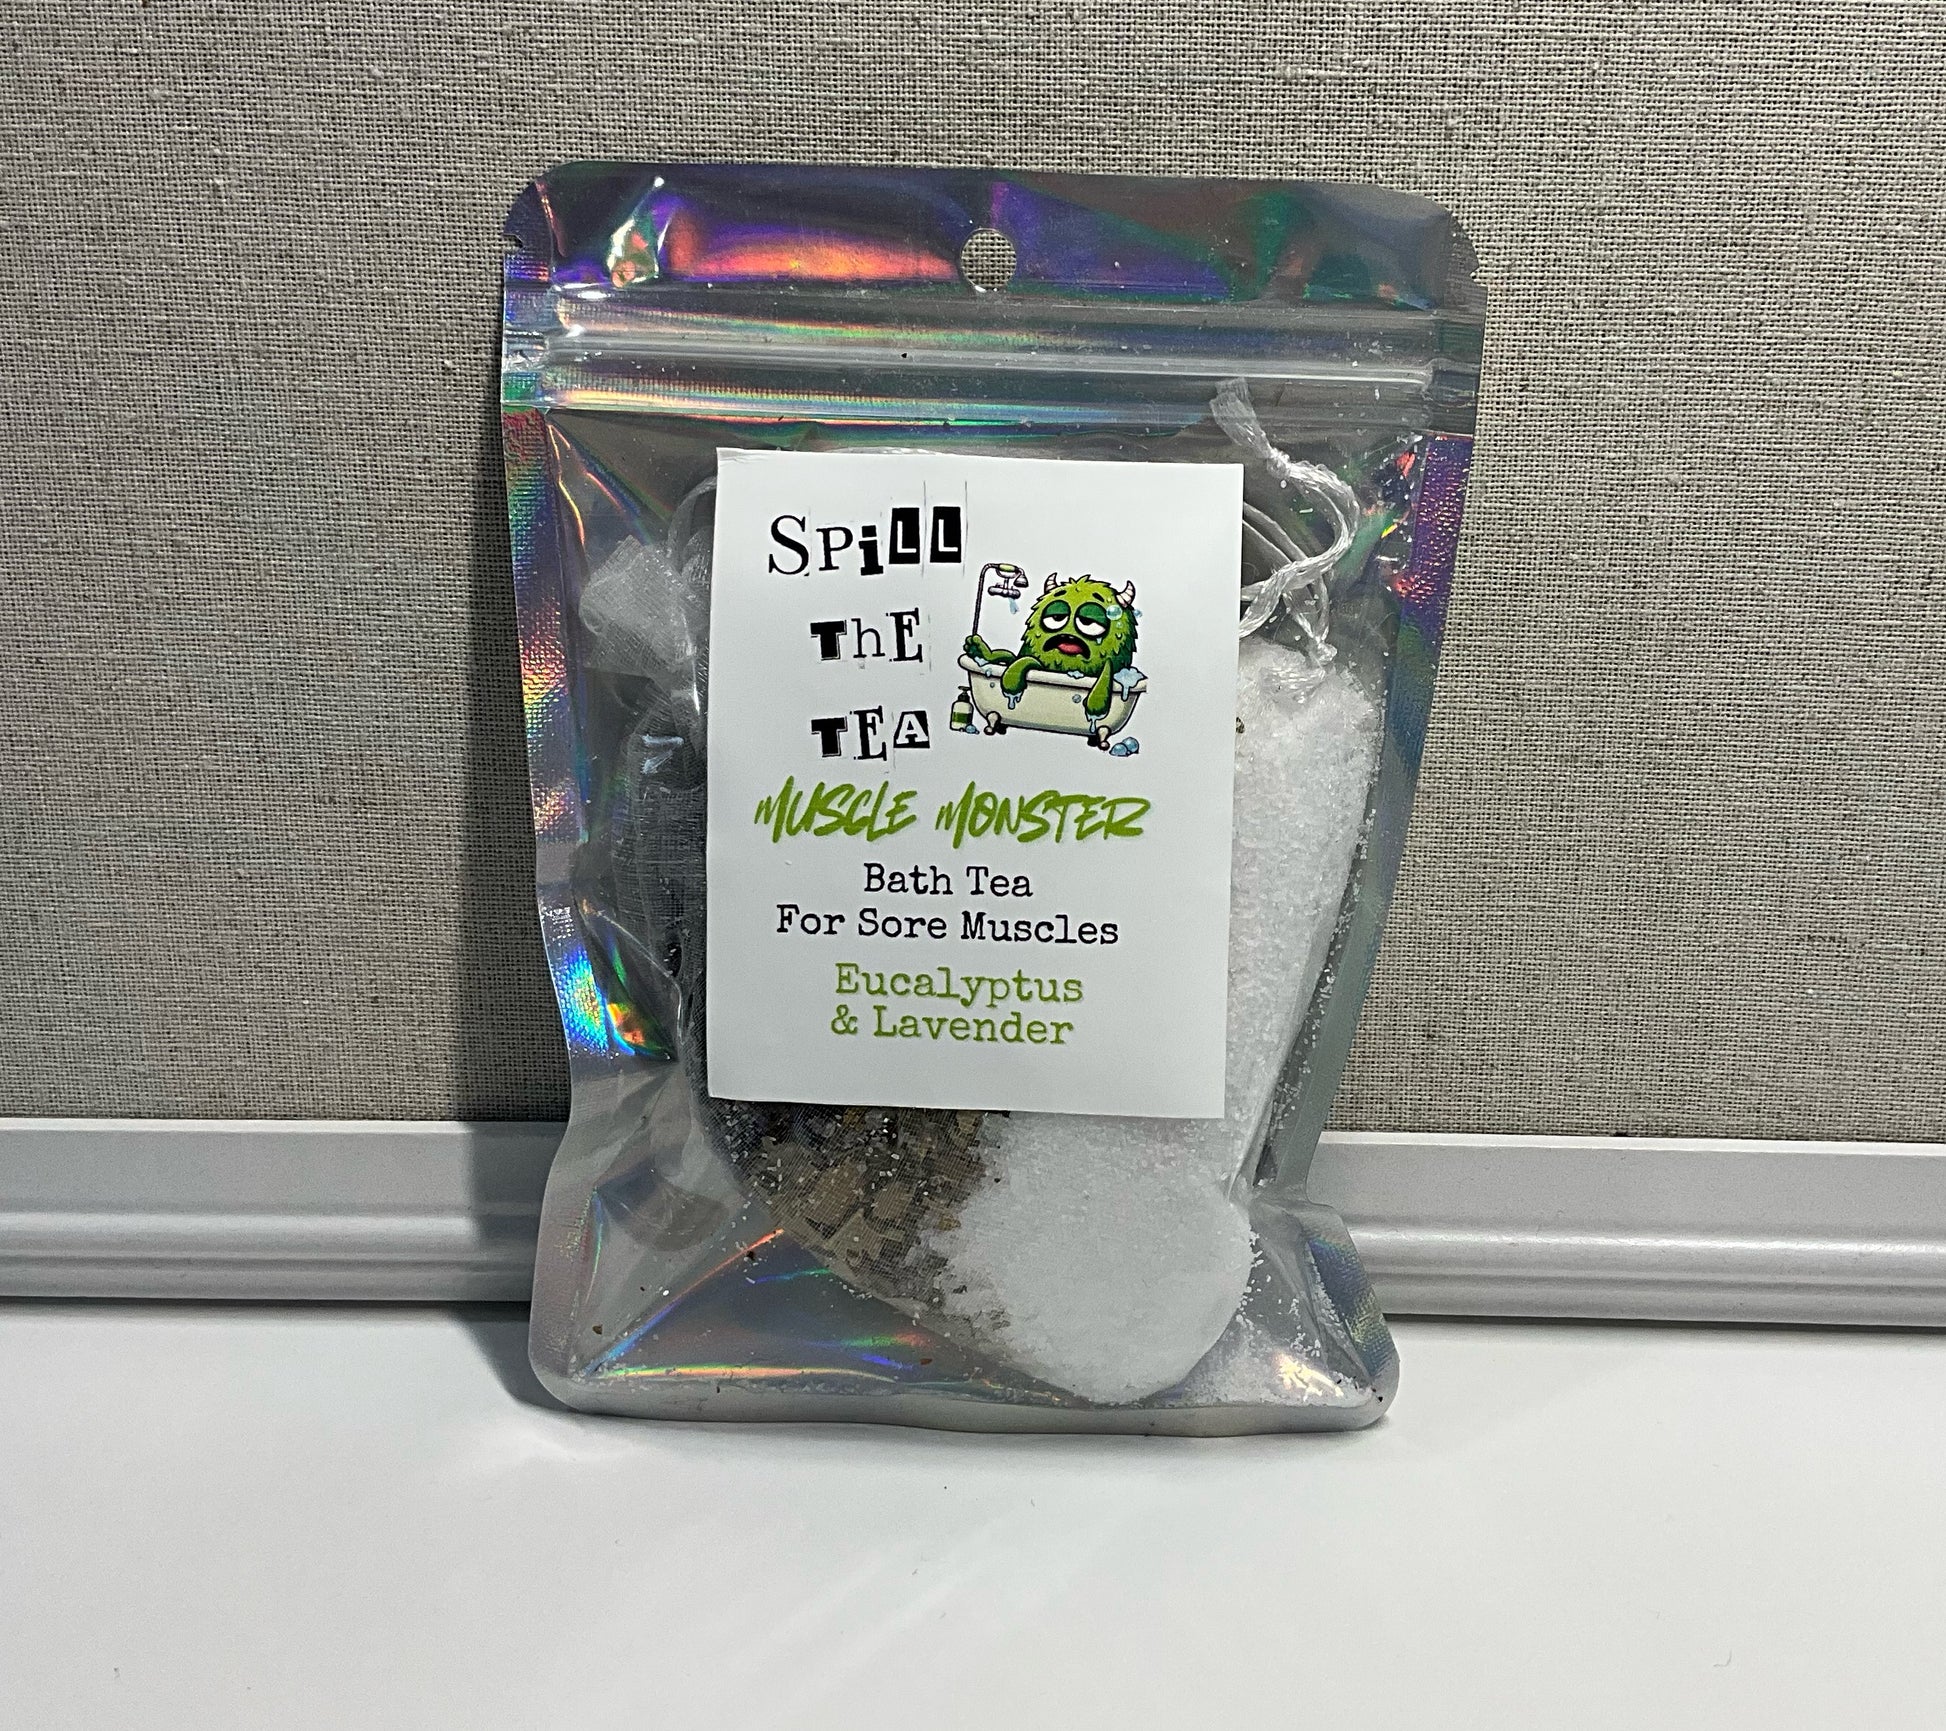 SPiLL
ThE
TEA
MUSCLE MONSTER
Bath Tea
For Sore Muscles
Eucalyptus
& Lavender